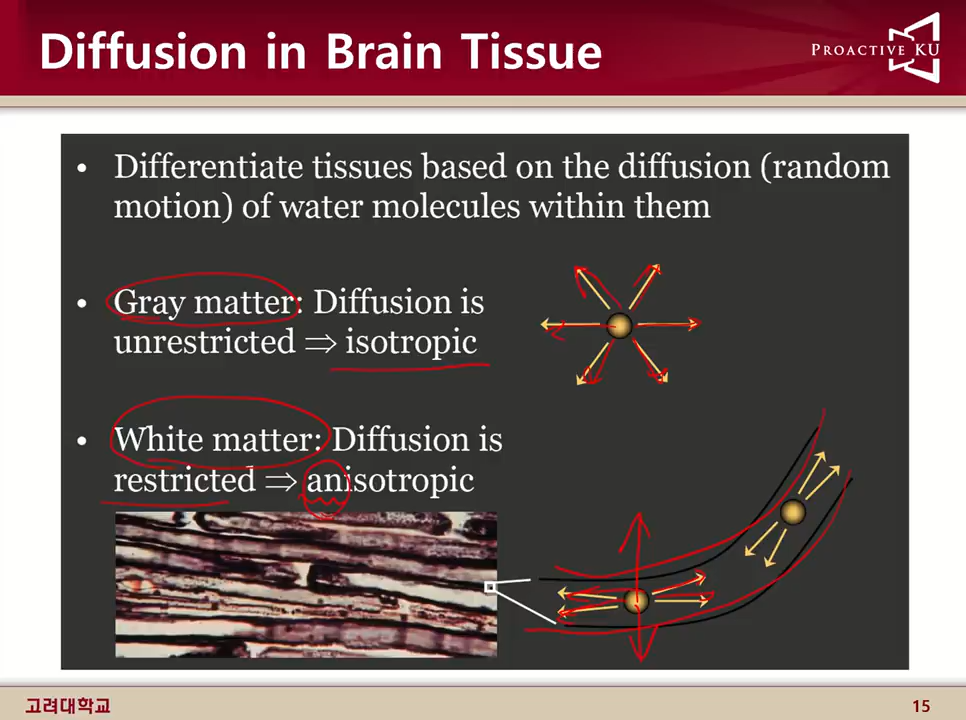 Diffusion in Brain Tissue
PROACTIVE KU
• Differentiate tissues based on the diffusion (random
motion) of water molecules within them
• Gray matter: Diffusion is
unrestricted ⇒ isotropic
• White matter: Diffusion is
restricted ⇒ anisotropic
고려대학교
15